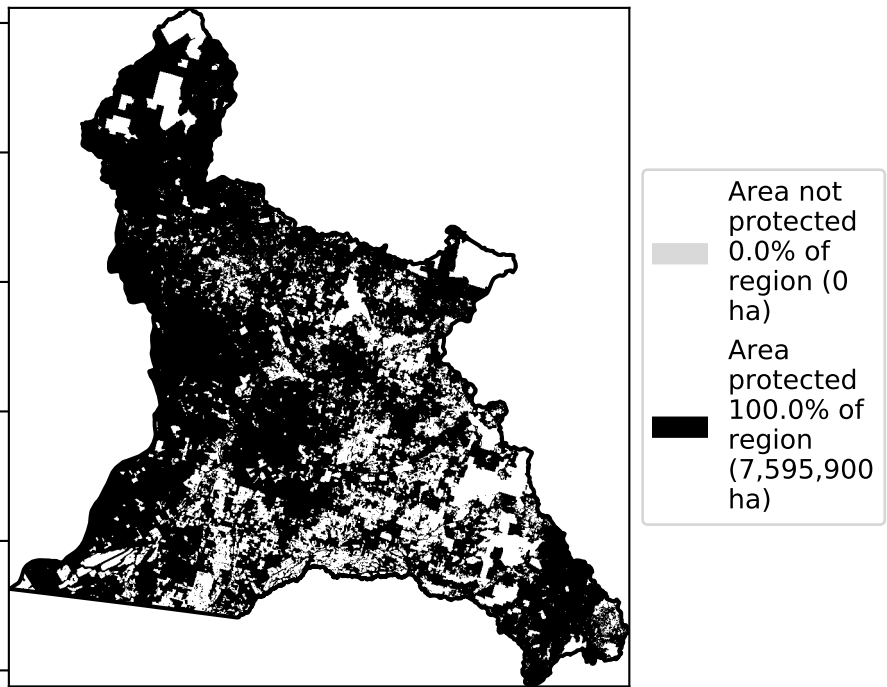 Area not
protected
0.0% of
region (0
ha)
Area
protected
100.0% of
region
(7,595,900
ha)